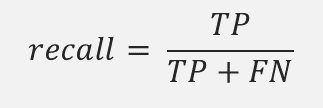 recall = TP / TP + FN